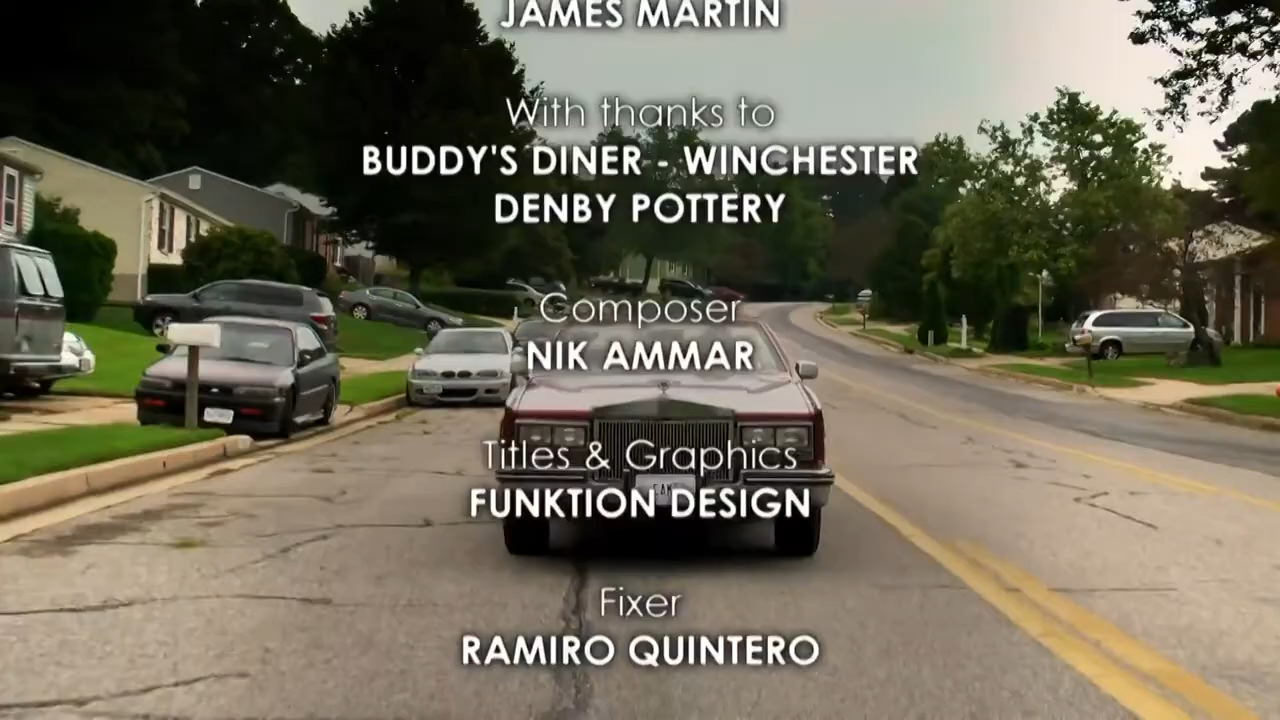 JAMES MARTIN
With thanks to
BUDDY'S DINER - WINCHESTER
DENBY POTTERY
Composer
NIK AMMAR
Titles & Graphics
FUNKTION DESIGN
Fixer
RAMIRO QUINTERO